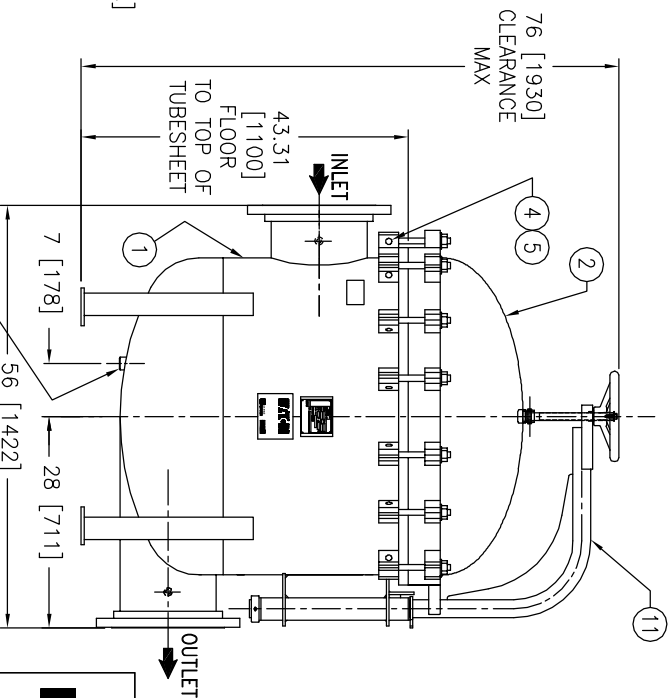 76 [1930]
CLEARANCE
MAX
43.31
[1100]
FLOOR
TO TOP OF
TUBESHEET
INLET
4
5
2
1
7 [178]
EATON
56 [1422]
28 [711]
11
OUTLET